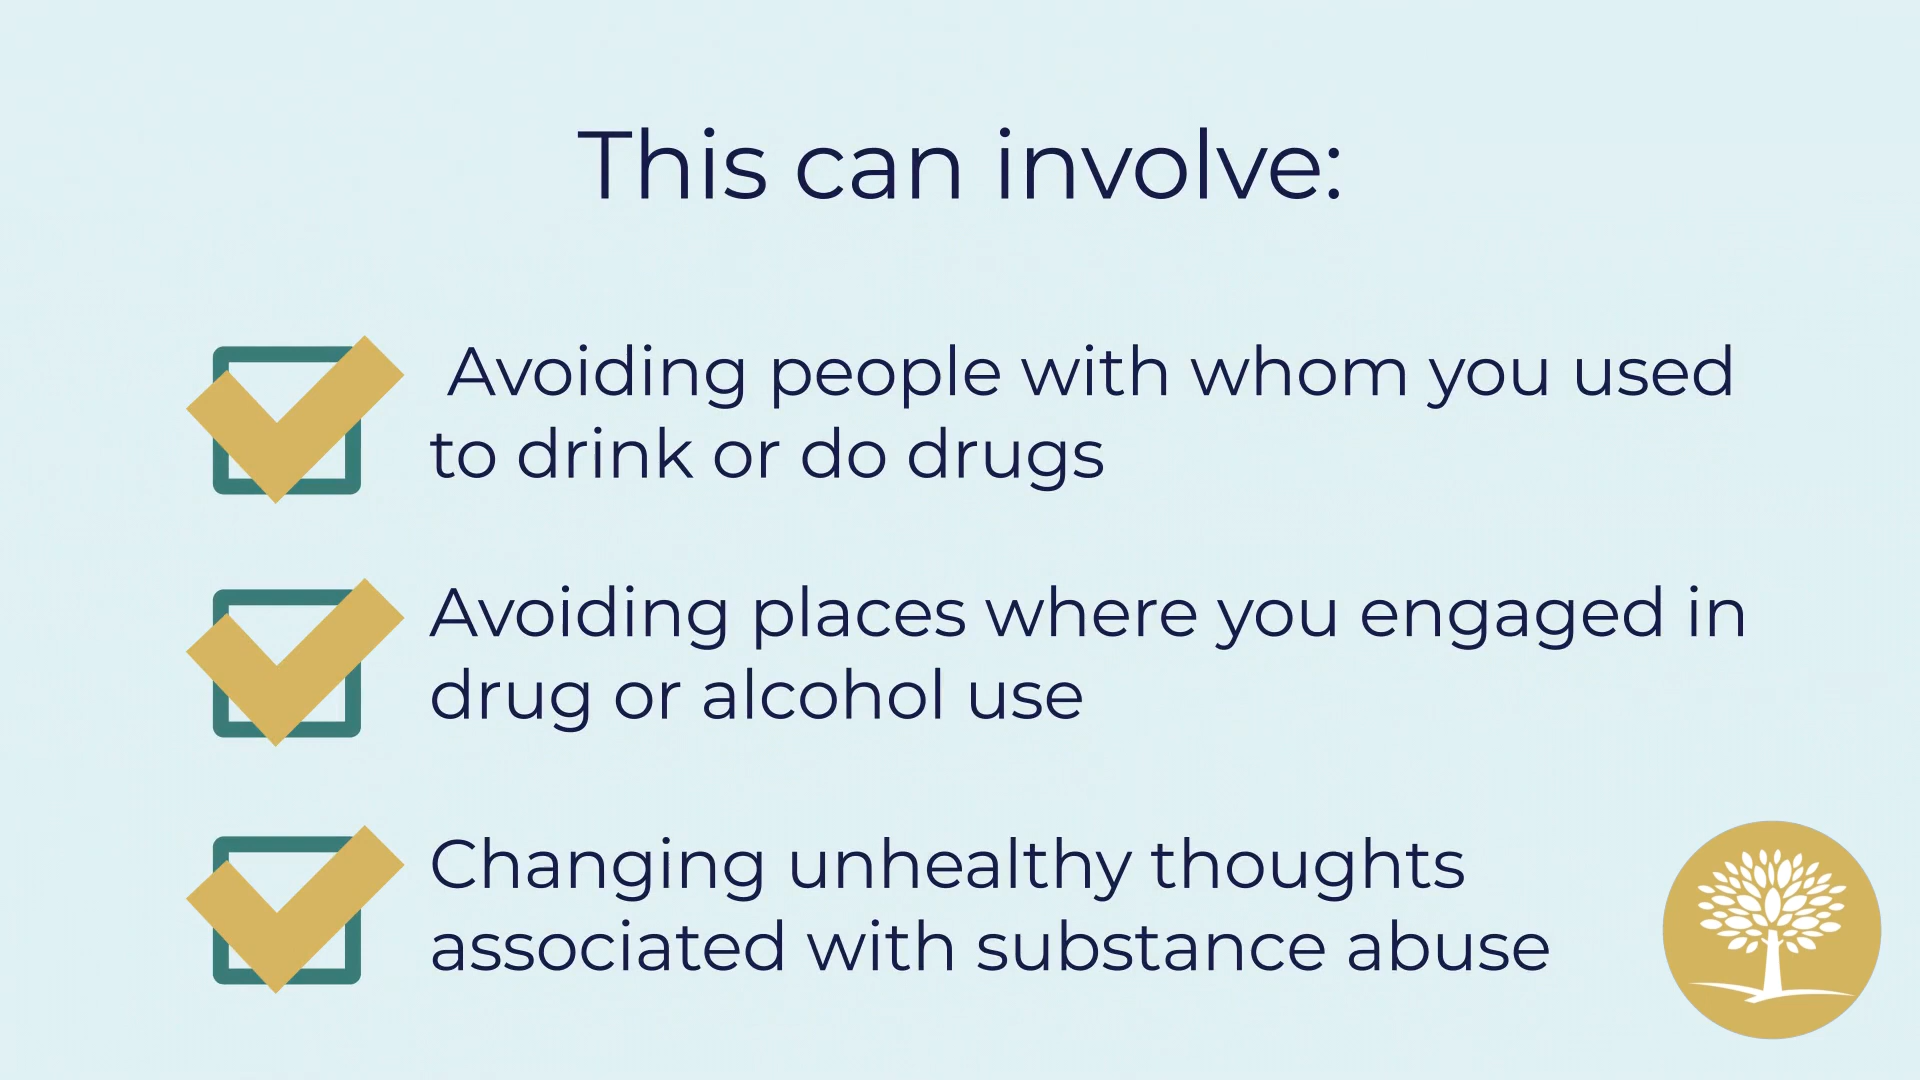 This can involve:
Avoiding people with whom you used
to drink or do drugs
Avoiding places where you engaged in
drug or alcohol use
Changing unhealthy thoughts
associated with substance abuse